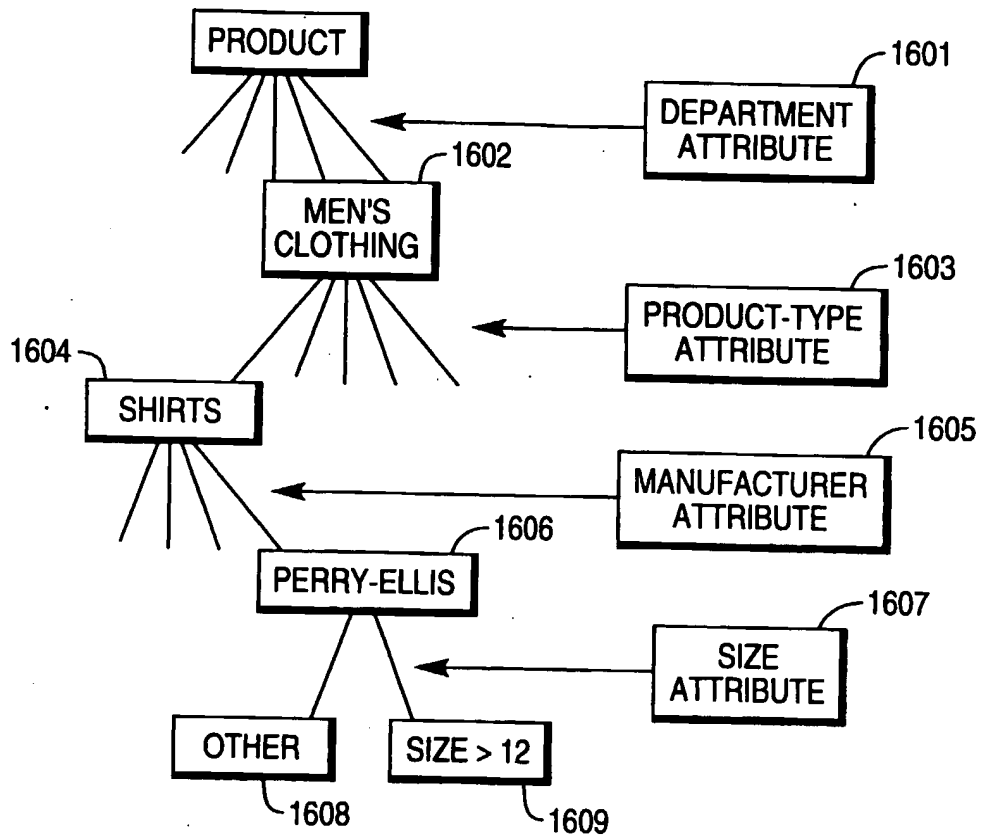 PRODUCT
1601
DEPARTMENT
ATTRIBUTE
1602
MEN'S
CLOTHING
1603
PRODUCT-TYPE
ATTRIBUTE
1604
SHIRTS
1605
MANUFACTURER
ATTRIBUTE
1606
PERRY-ELLIS
1607
SIZE
ATTRIBUTE
OTHER
SIZE > 12
1608
1609